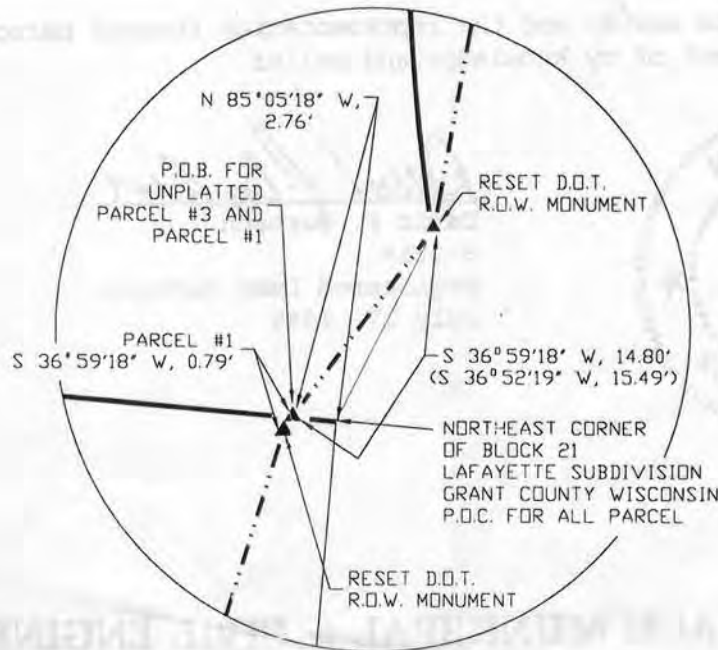 N 85°05'18" W,
2.76'
P.O.B. FOR
UNPLATTED
PARCEL #3 AND
PARCEL #1
RESET D.O.T.
R.O.W. MONUMENT
PARCEL #1
S 36°59'18" W, 0.79'
S 36°59'18" W, 14.80'
(S 36°52'19" W, 15.49')
NORTHEAST CORNER
OF BLOCK 21
LAFAYETTE SUBDIVISION
GRANT COUNTY WISCONSIN
P.O.C. FOR ALL PARCEL
RESET D.O.T.
R.O.W. MONUMENT